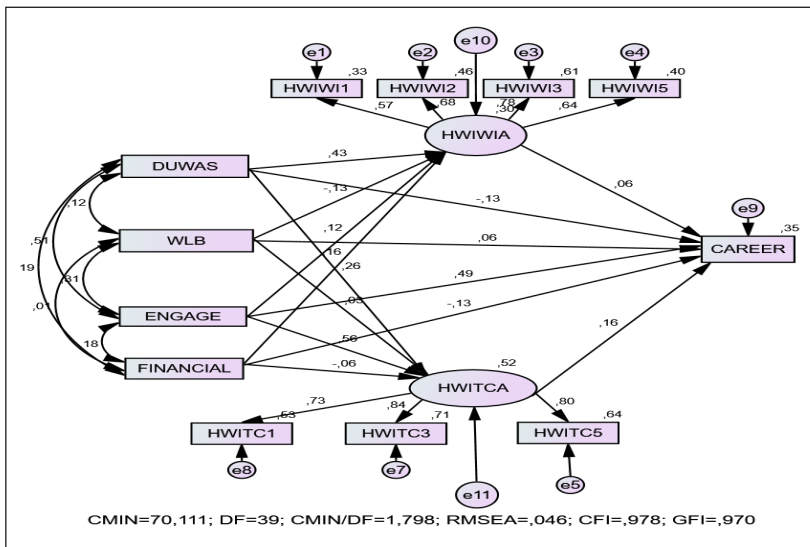 e10
e1
e2
e3
e4
,33
,46
,61
,40
HWIWI1
HWIWI2
HWIWI3
HWIWI5
,57
,68
,78
,64
,30
HWIWIA
DUWAS
,43
-,13
-,13
,06
e9
,12
,12
,35
WLB
,06
CAREER
,51
,16
,26
19
,31
,49
,01
,05
-,13
ENGAGE
18
,56
,16
FINANCIAL
-,06
,52
HWITCA
,73
,84
,80
,53
,71
,64
HWITC1
HWITC3
HWITC5
e8
e7
e5
e11
CMIN=70,111; DF=39; CMIN/DF=1,798; RMSEA=,046; CFI=,978; GFI=,970